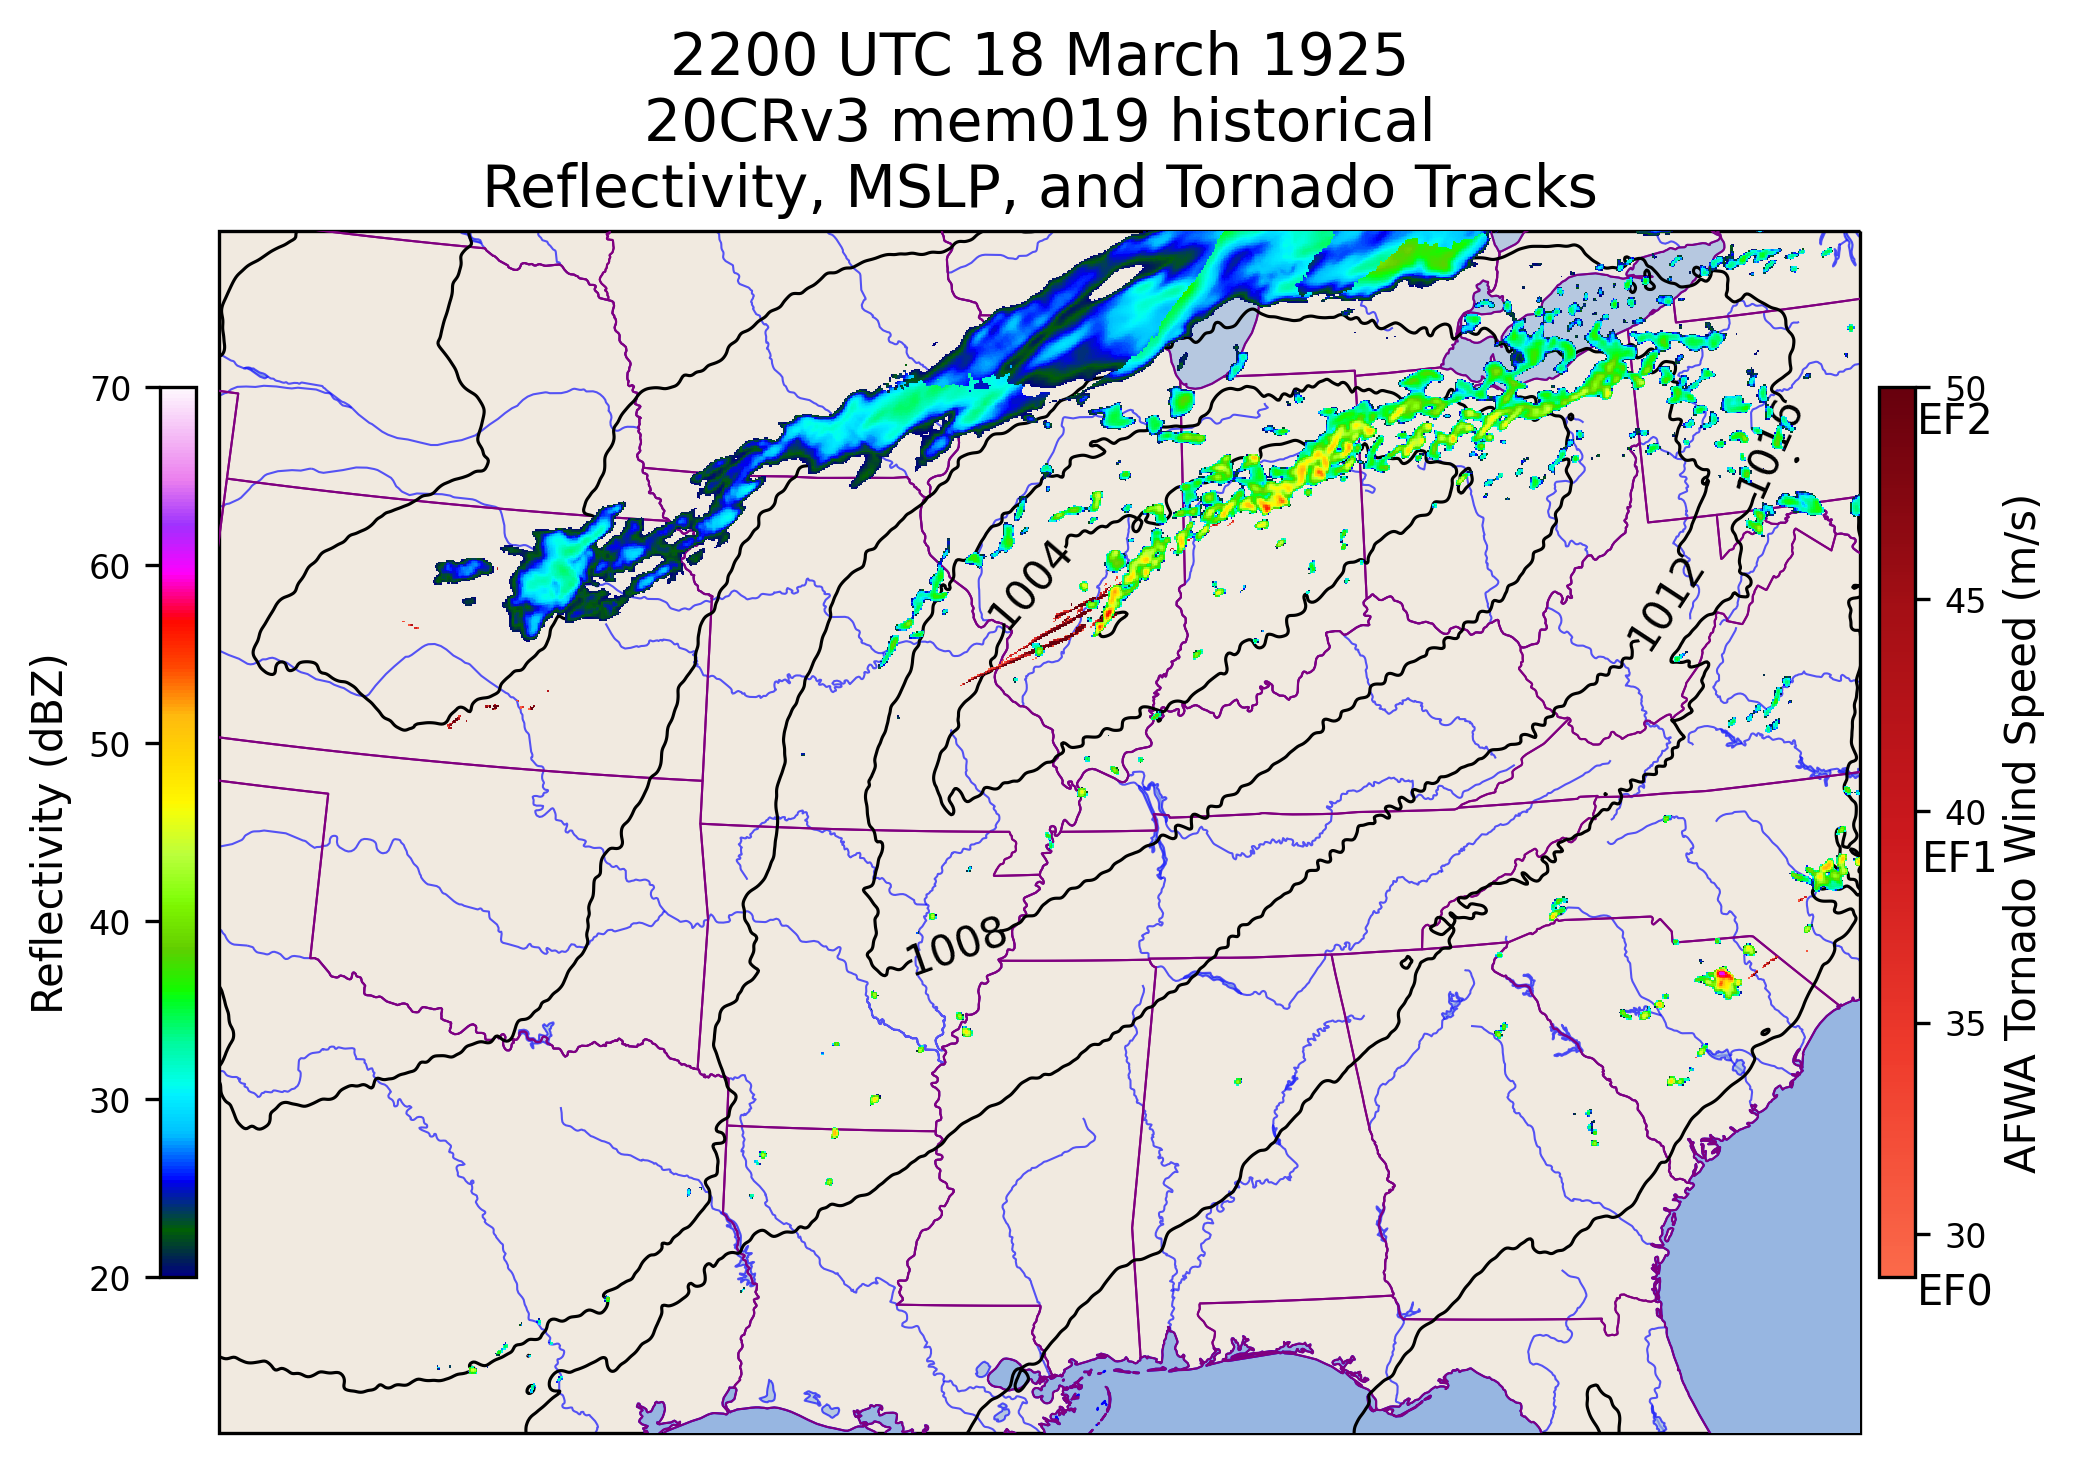 2200 UTC 18 March 1925
20CRv3 mem019 historical
Reflectivity, MSLP, and Tornado Tracks
Reflectivity (dBZ)
70
60
50
40
30
20
1004
1008
1012
1016
50
EF2
45
40
EF1
35
30
EF0
AFWA Tornado Wind Speed (m/s)